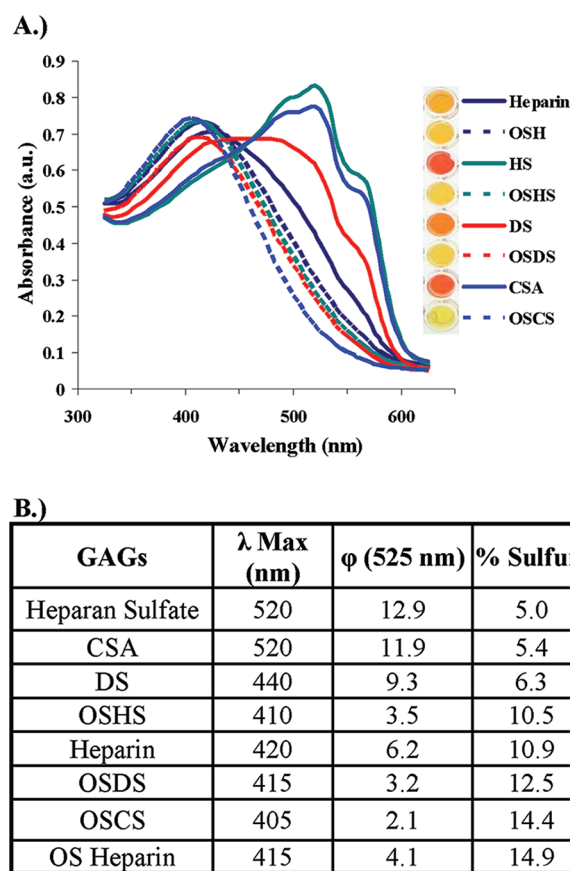 A.)
0.9
0.8
0.7
0.6
0.5
0.4
0.3
0.2
0.1
0
Absorbance (a.u.)
300 400 500 600
Wavelength (nm)
Heparin
OSH
HS
OSHS
DS
OSDS
CSA
OSCS
B.)
GAGs λ Max (nm) φ (525 nm) % Sulfu
Heparan Sulfate 520 12.9 5.0
CSA 520 11.9 5.4
DS 440 9.3 6.3
OSHS 410 3.5 10.5
Heparin 420 6.2 10.9
OSDS 415 3.2 12.5
OSCS 405 2.1 14.4
OS Heparin 415 4.1 14.9